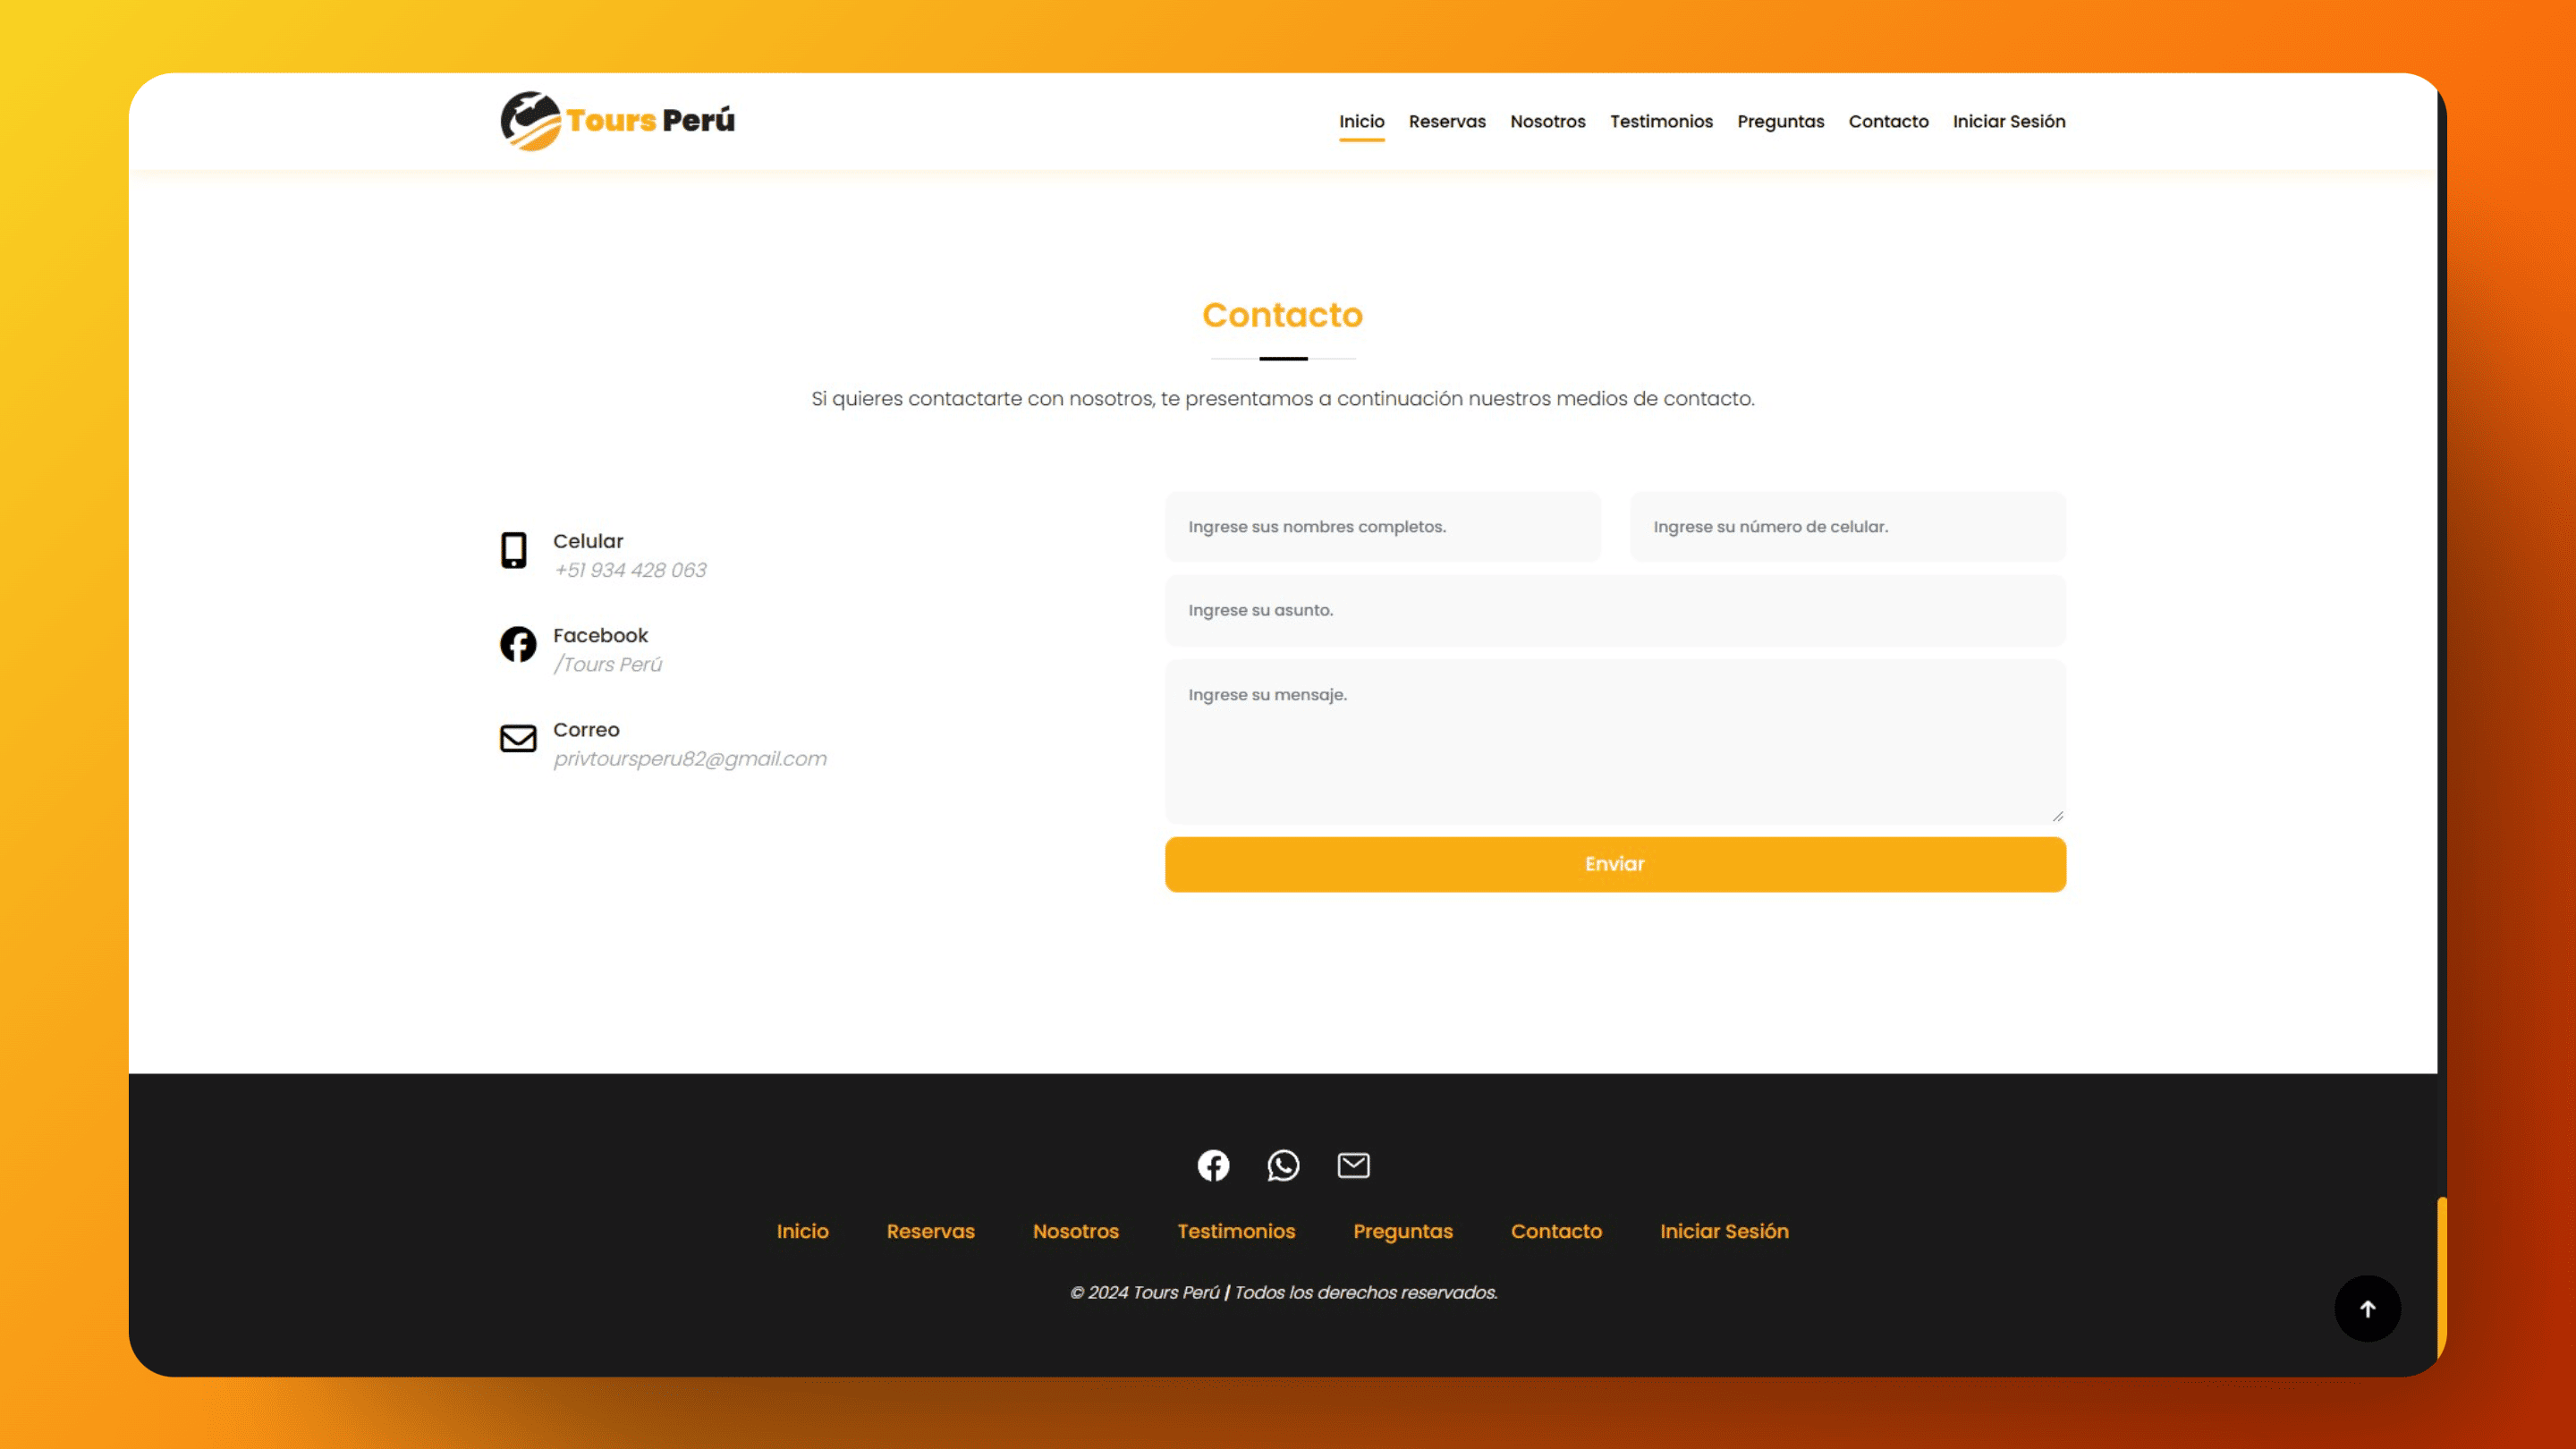 Tours Perú
Inicio Reservas Nosotros Testimonios Preguntas Contacto Iniciar Sesión
Contacto
Si quieres contactarte con nosotros, te presentamos a continuación nuestros medios de contacto.
Celular
+51 934 428 063
Facebook
/Tours Perú
Correo
privtoursperu82@gmail.com
Ingrese sus nombres completos.
Ingrese su número de celular.
Ingrese su asunto.
Ingrese su mensaje.
Enviar
Inicio Reservas Nosotros Testimonios Preguntas Contacto Iniciar Sesión
© 2024 Tours Perú | Todos los derechos reservados.